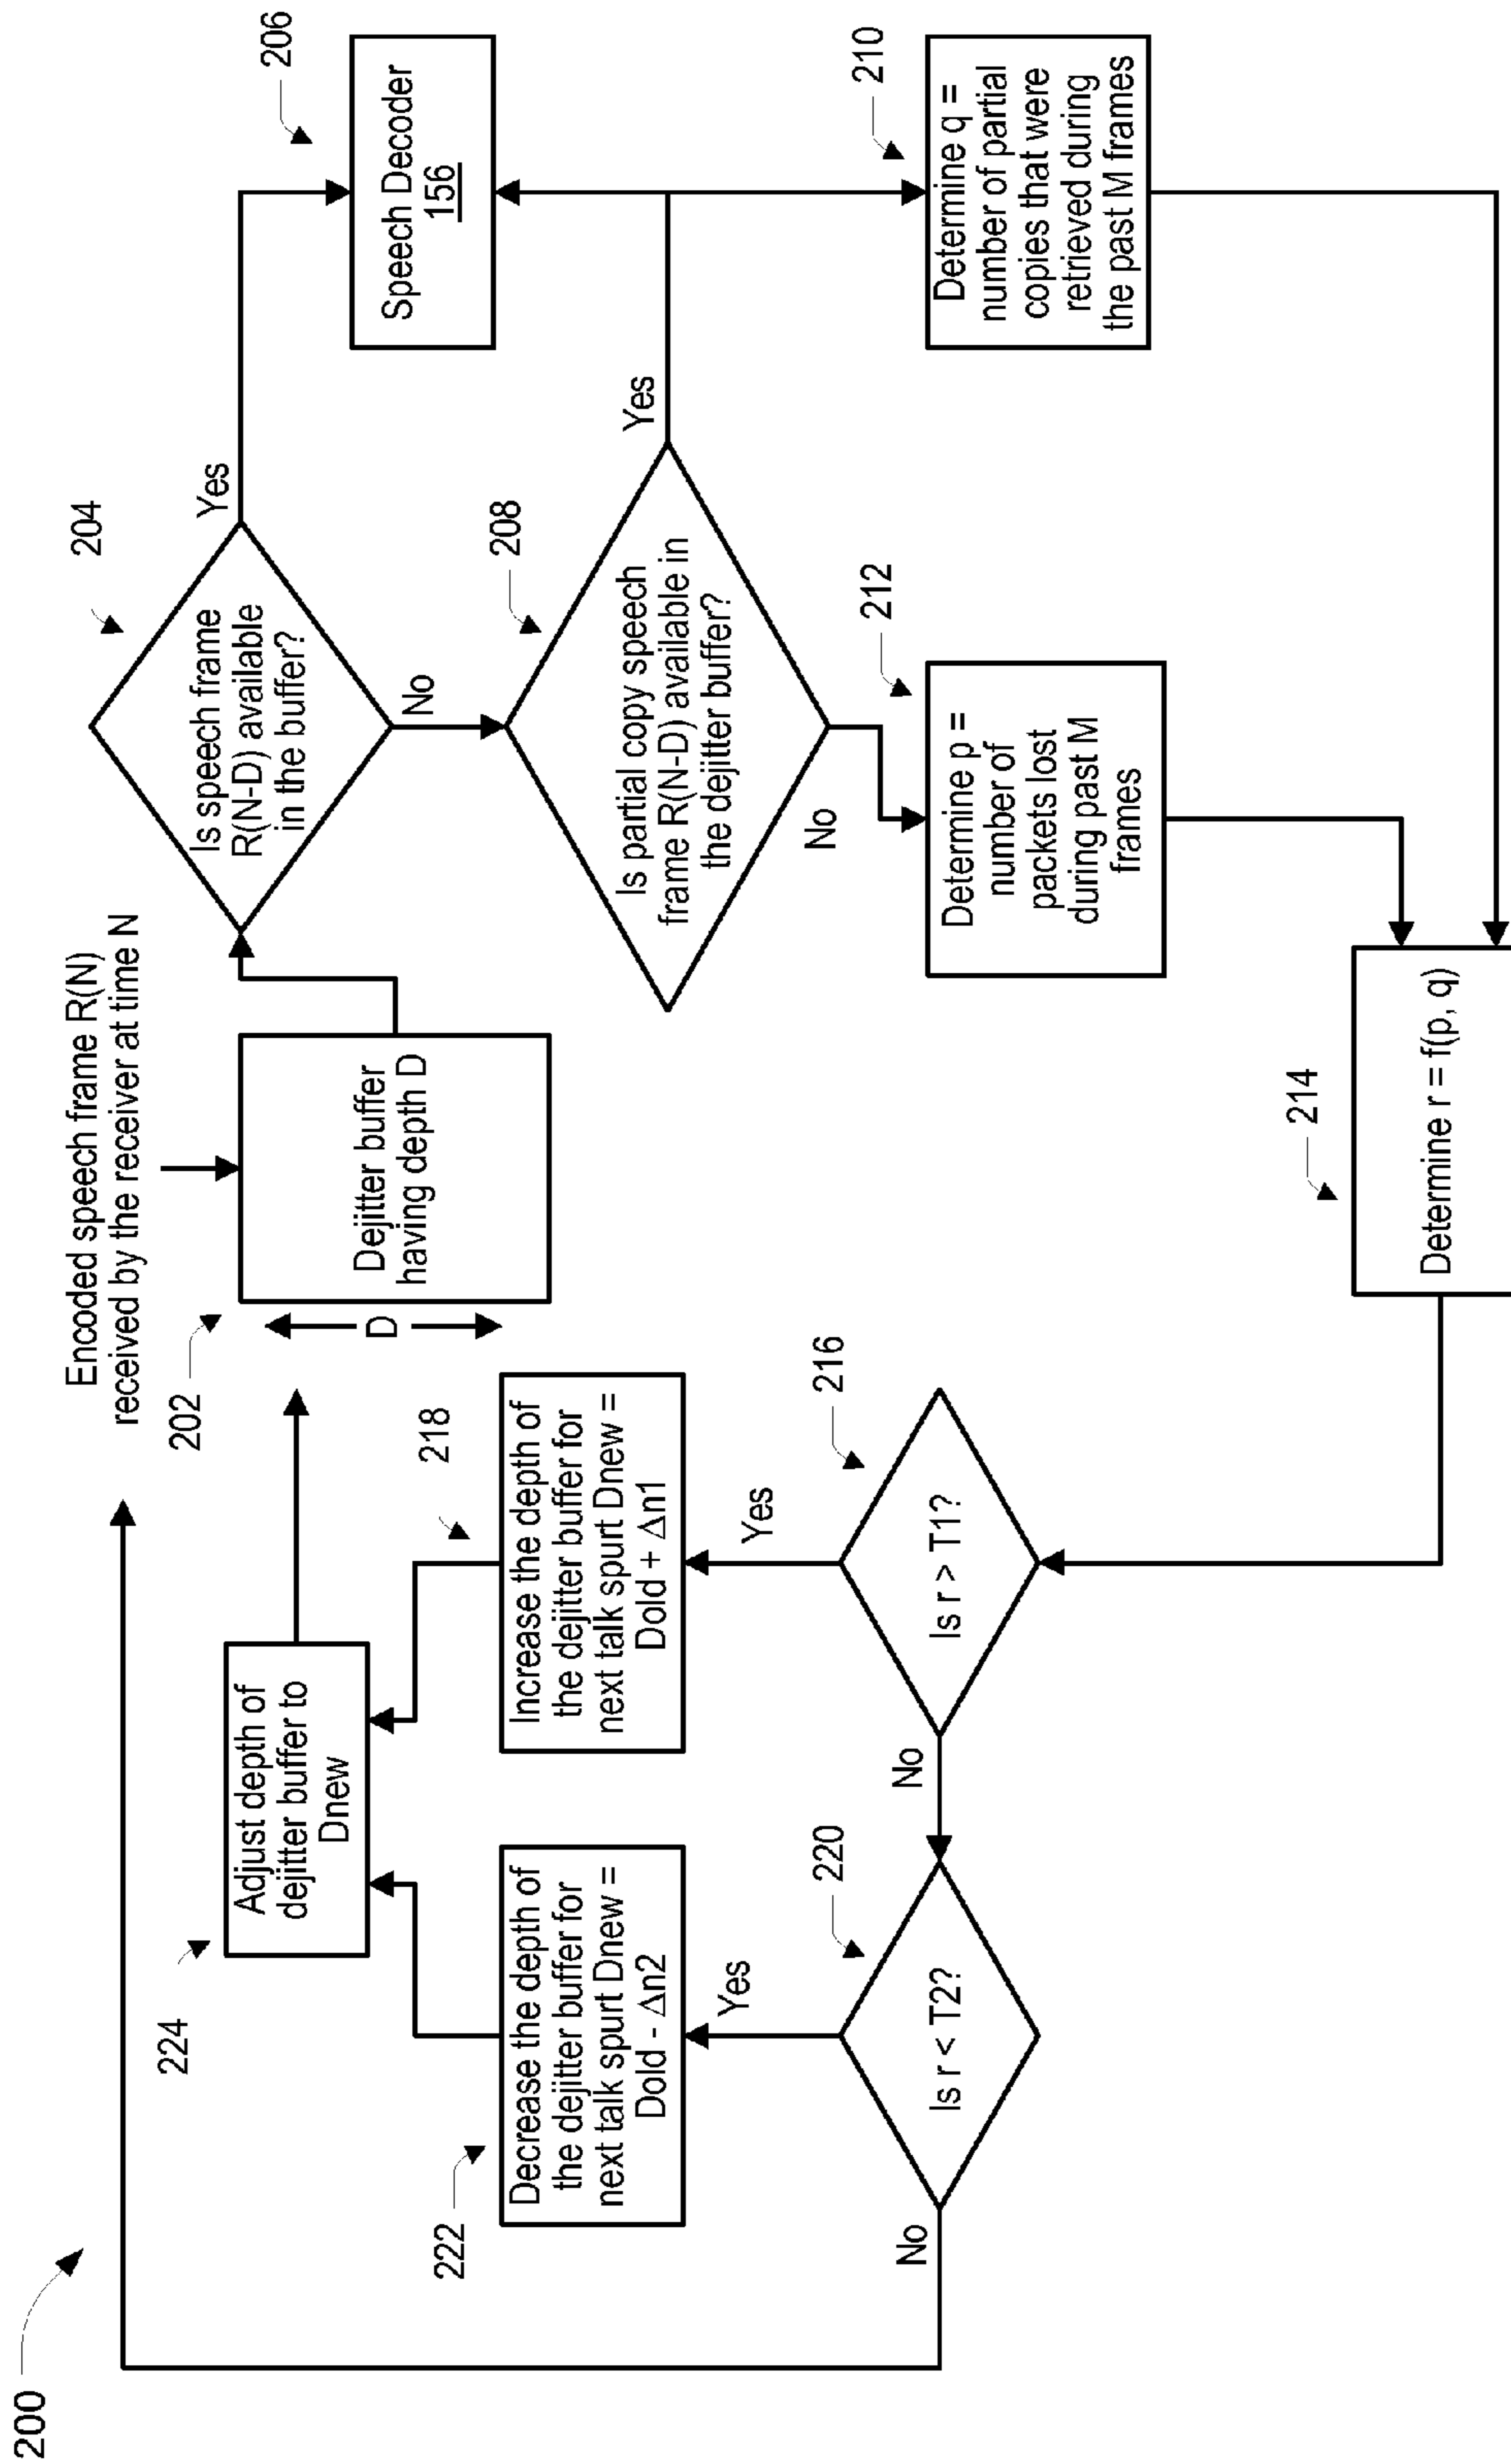 200
Encoded speech frame R(N)
received by the receiver at time N
202
D
Dejitter buffer
having depth D
204
Is speech frame
R(N-D) available
in the buffer?
Yes
No
206
Speech Decoder
156
208
Is partial copy speech
frame R(N-D) available in
the dejitter buffer?
Yes
No
210
Determine q =
number of partial
copies that were
retrieved during
the past M frames
212
Determine p =
number of
packets lost
during past M
frames
214
Determine r = f(p, q)
216
Is r > T1?
Yes
No
218
Increase the depth of
the dejitter buffer for
next talk spurt Dnew =
Dold + Δn1
220
Is r < T2?
Yes
No
222
Decrease the depth of
the dejitter buffer for
next talk spurt Dnew =
Dold - Δn2
224
Adjust depth of
dejitter buffer to
Dnew